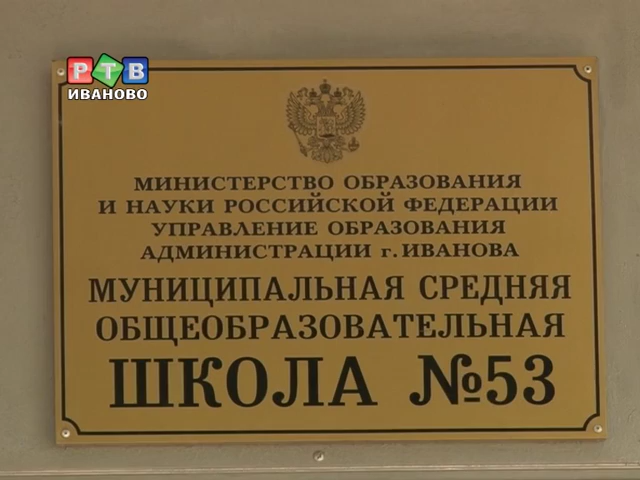 РТВ
ИВАНОВО
МИНИСТЕРСТВО ОБРАЗОВАНИЯ
И НАУКИ РОССИЙСКОЙ ФЕДЕРАЦИИ
УПРАВЛЕНИЕ ОБРАЗОВАНИЯ
АДМИНИСТРАЦИИ г. ИВАНОВА
МУНИЦИПАЛЬНАЯ СРЕДНЯЯ
ОБЩЕОБРАЗОВАТЕЛЬНАЯ
ШКОЛА №53